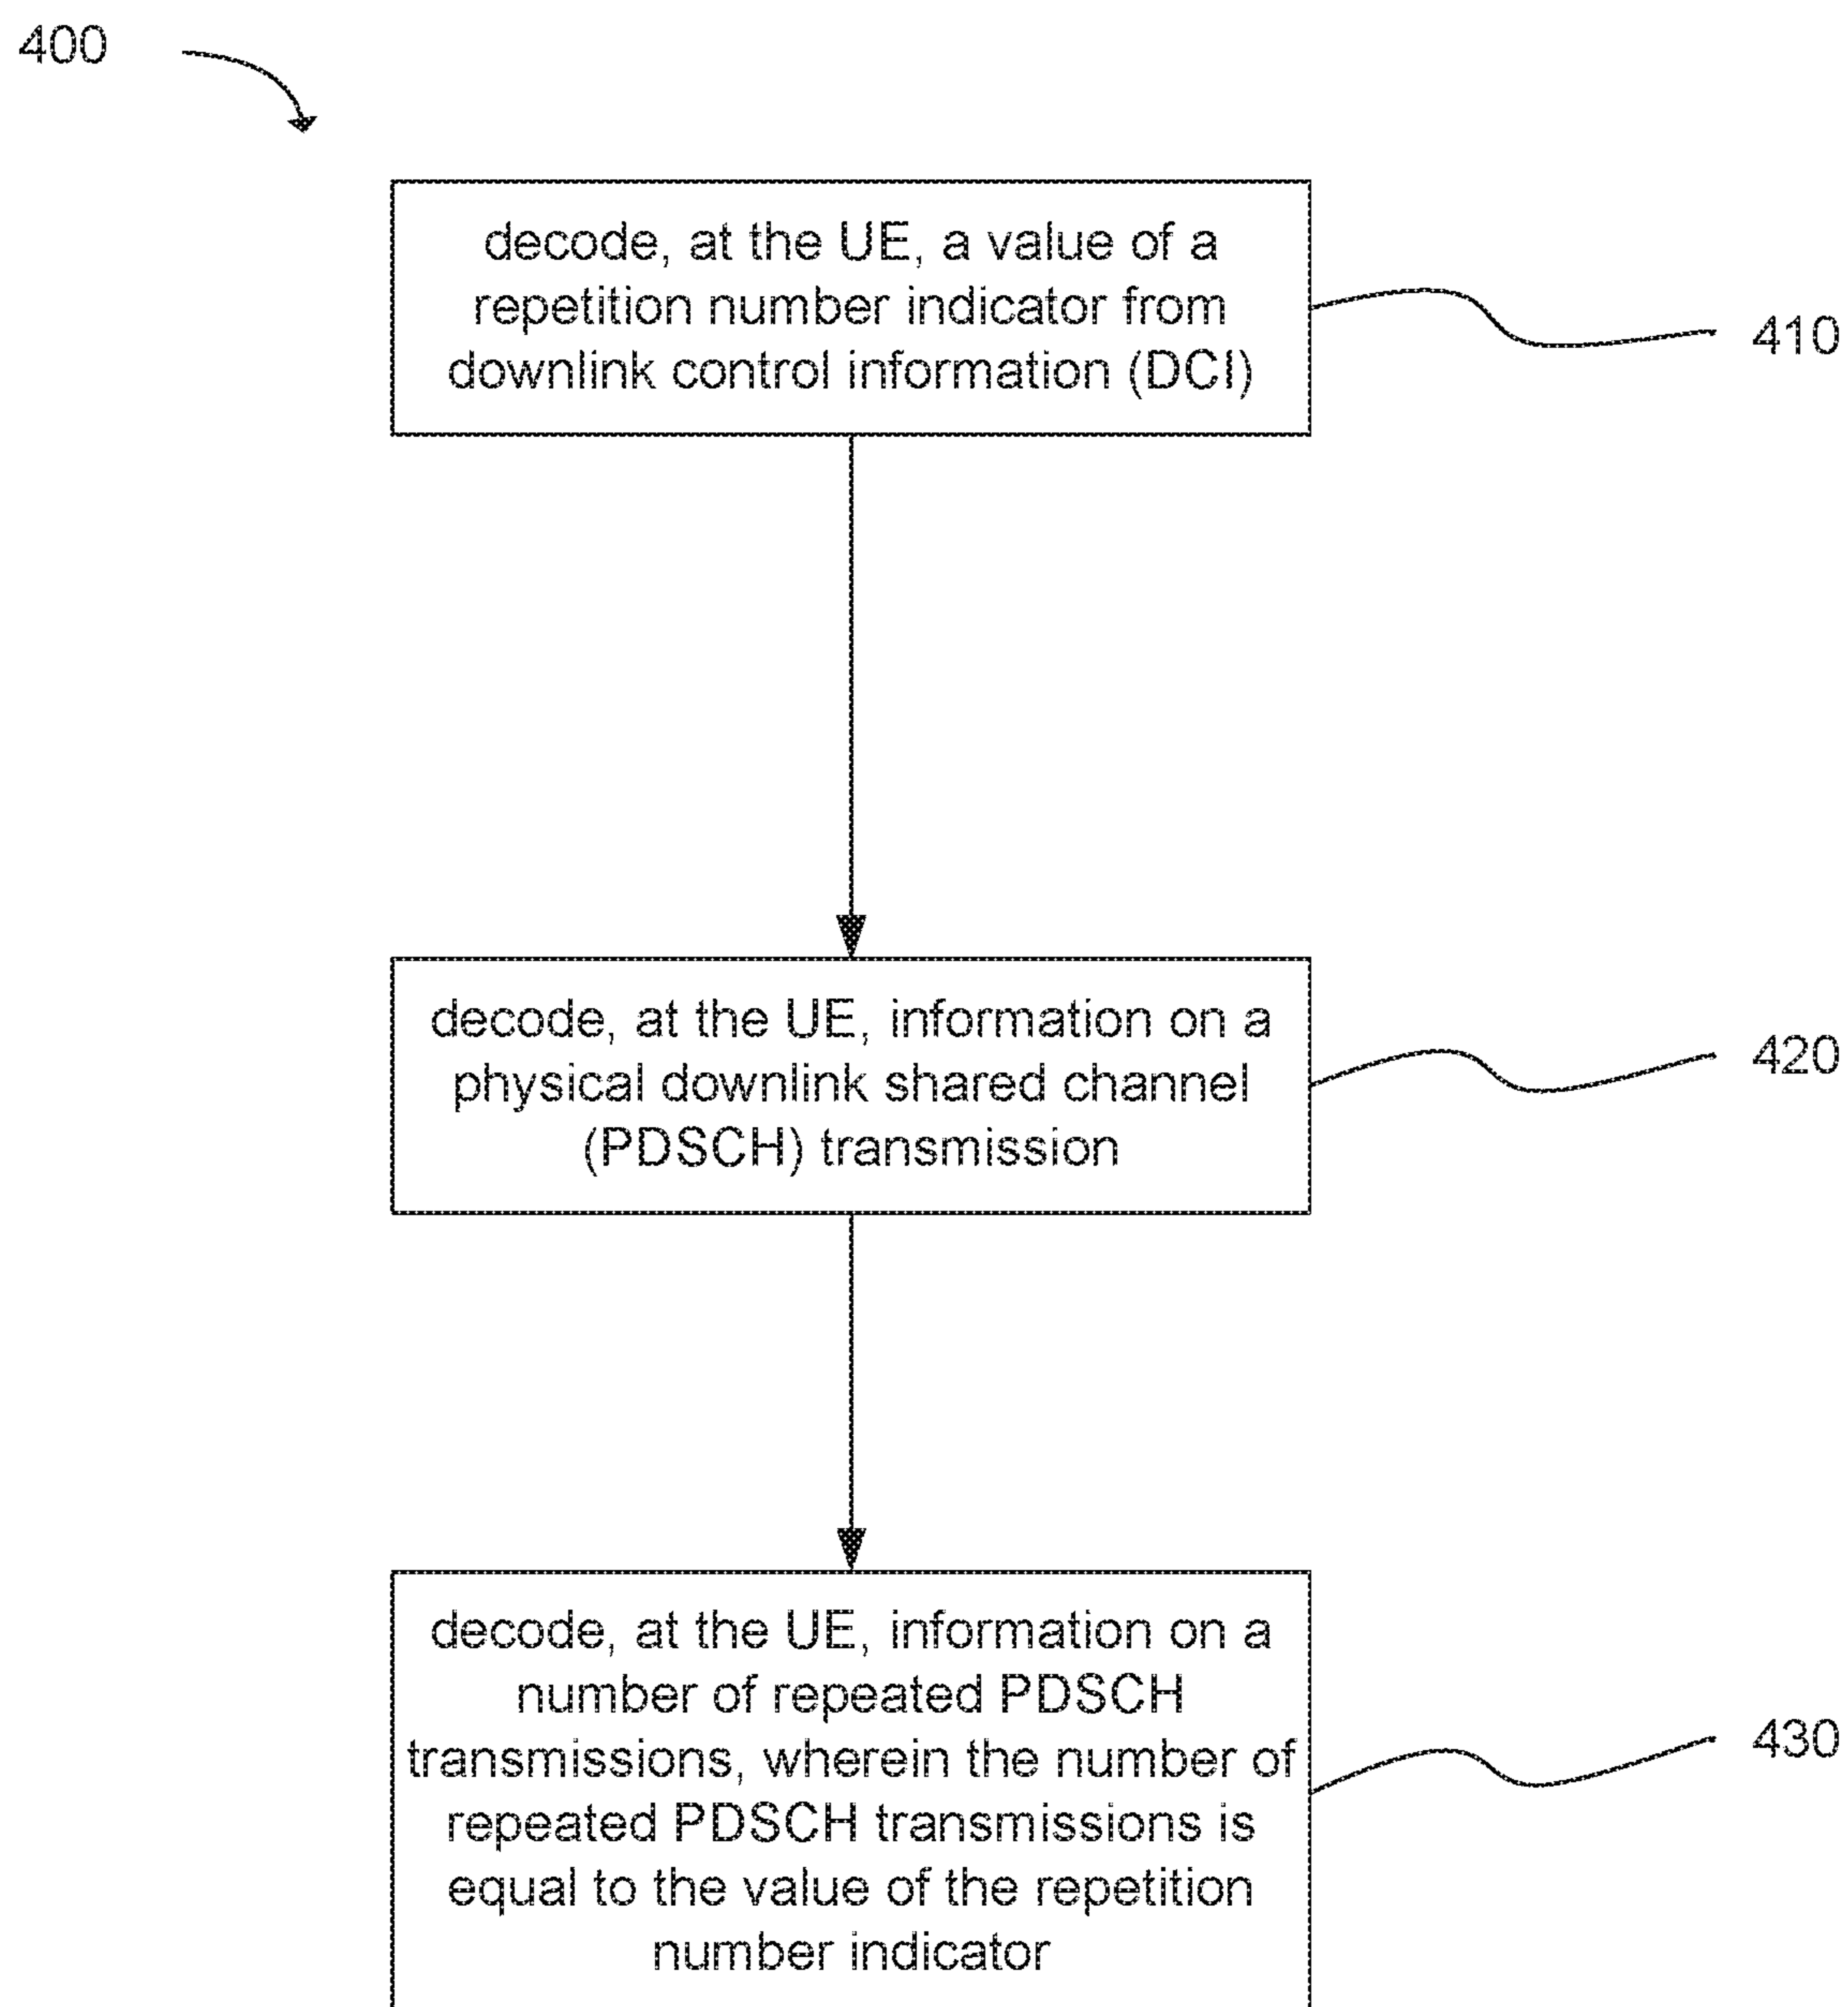 400
decode, at the UE, a value of a
repetition number indicator from
downlink control information (DCI)
410
decode, at the UE, information on a
physical downlink shared channel
(PDSCH) transmission
420
decode, at the UE, information on a
number of repeated PDSCH
transmissions, wherein the number of
repeated PDSCH transmissions is
equal to the value of the repetition
number indicator
430